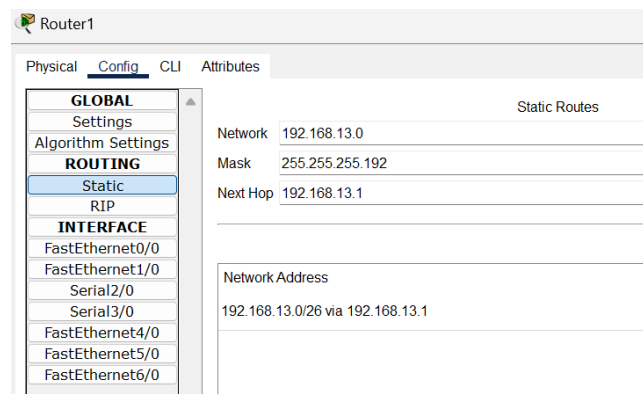 Router1
Physical Config CLI Attributes
GLOBAL
Settings
Algorithm Settings
ROUTING
Static
RIP
INTERFACE
FastEthernet0/0
FastEthernet1/0
Serial2/0
Serial3/0
FastEthernet4/0
FastEthernet5/0
FastEthernet6/0
Static Routes
Network 192.168.13.0
Mask 255.255.255.192
Next Hop 192.168.13.1
Network Address
192.168.13.0/26 via 192.168.13.1